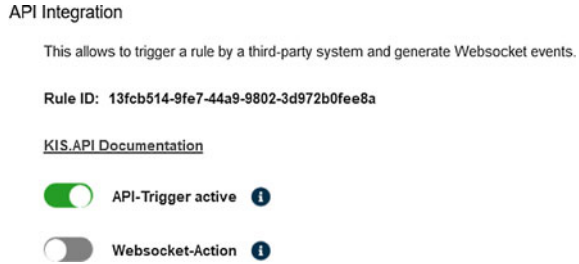 API Integration
This allows to trigger a rule by a third-party system and generate Websocket events.
Rule ID: 13fcb514-9fe7-44a9-9802-3d972b0fee8a
KIS.API Documentation
API-Trigger active
Websocket-Action